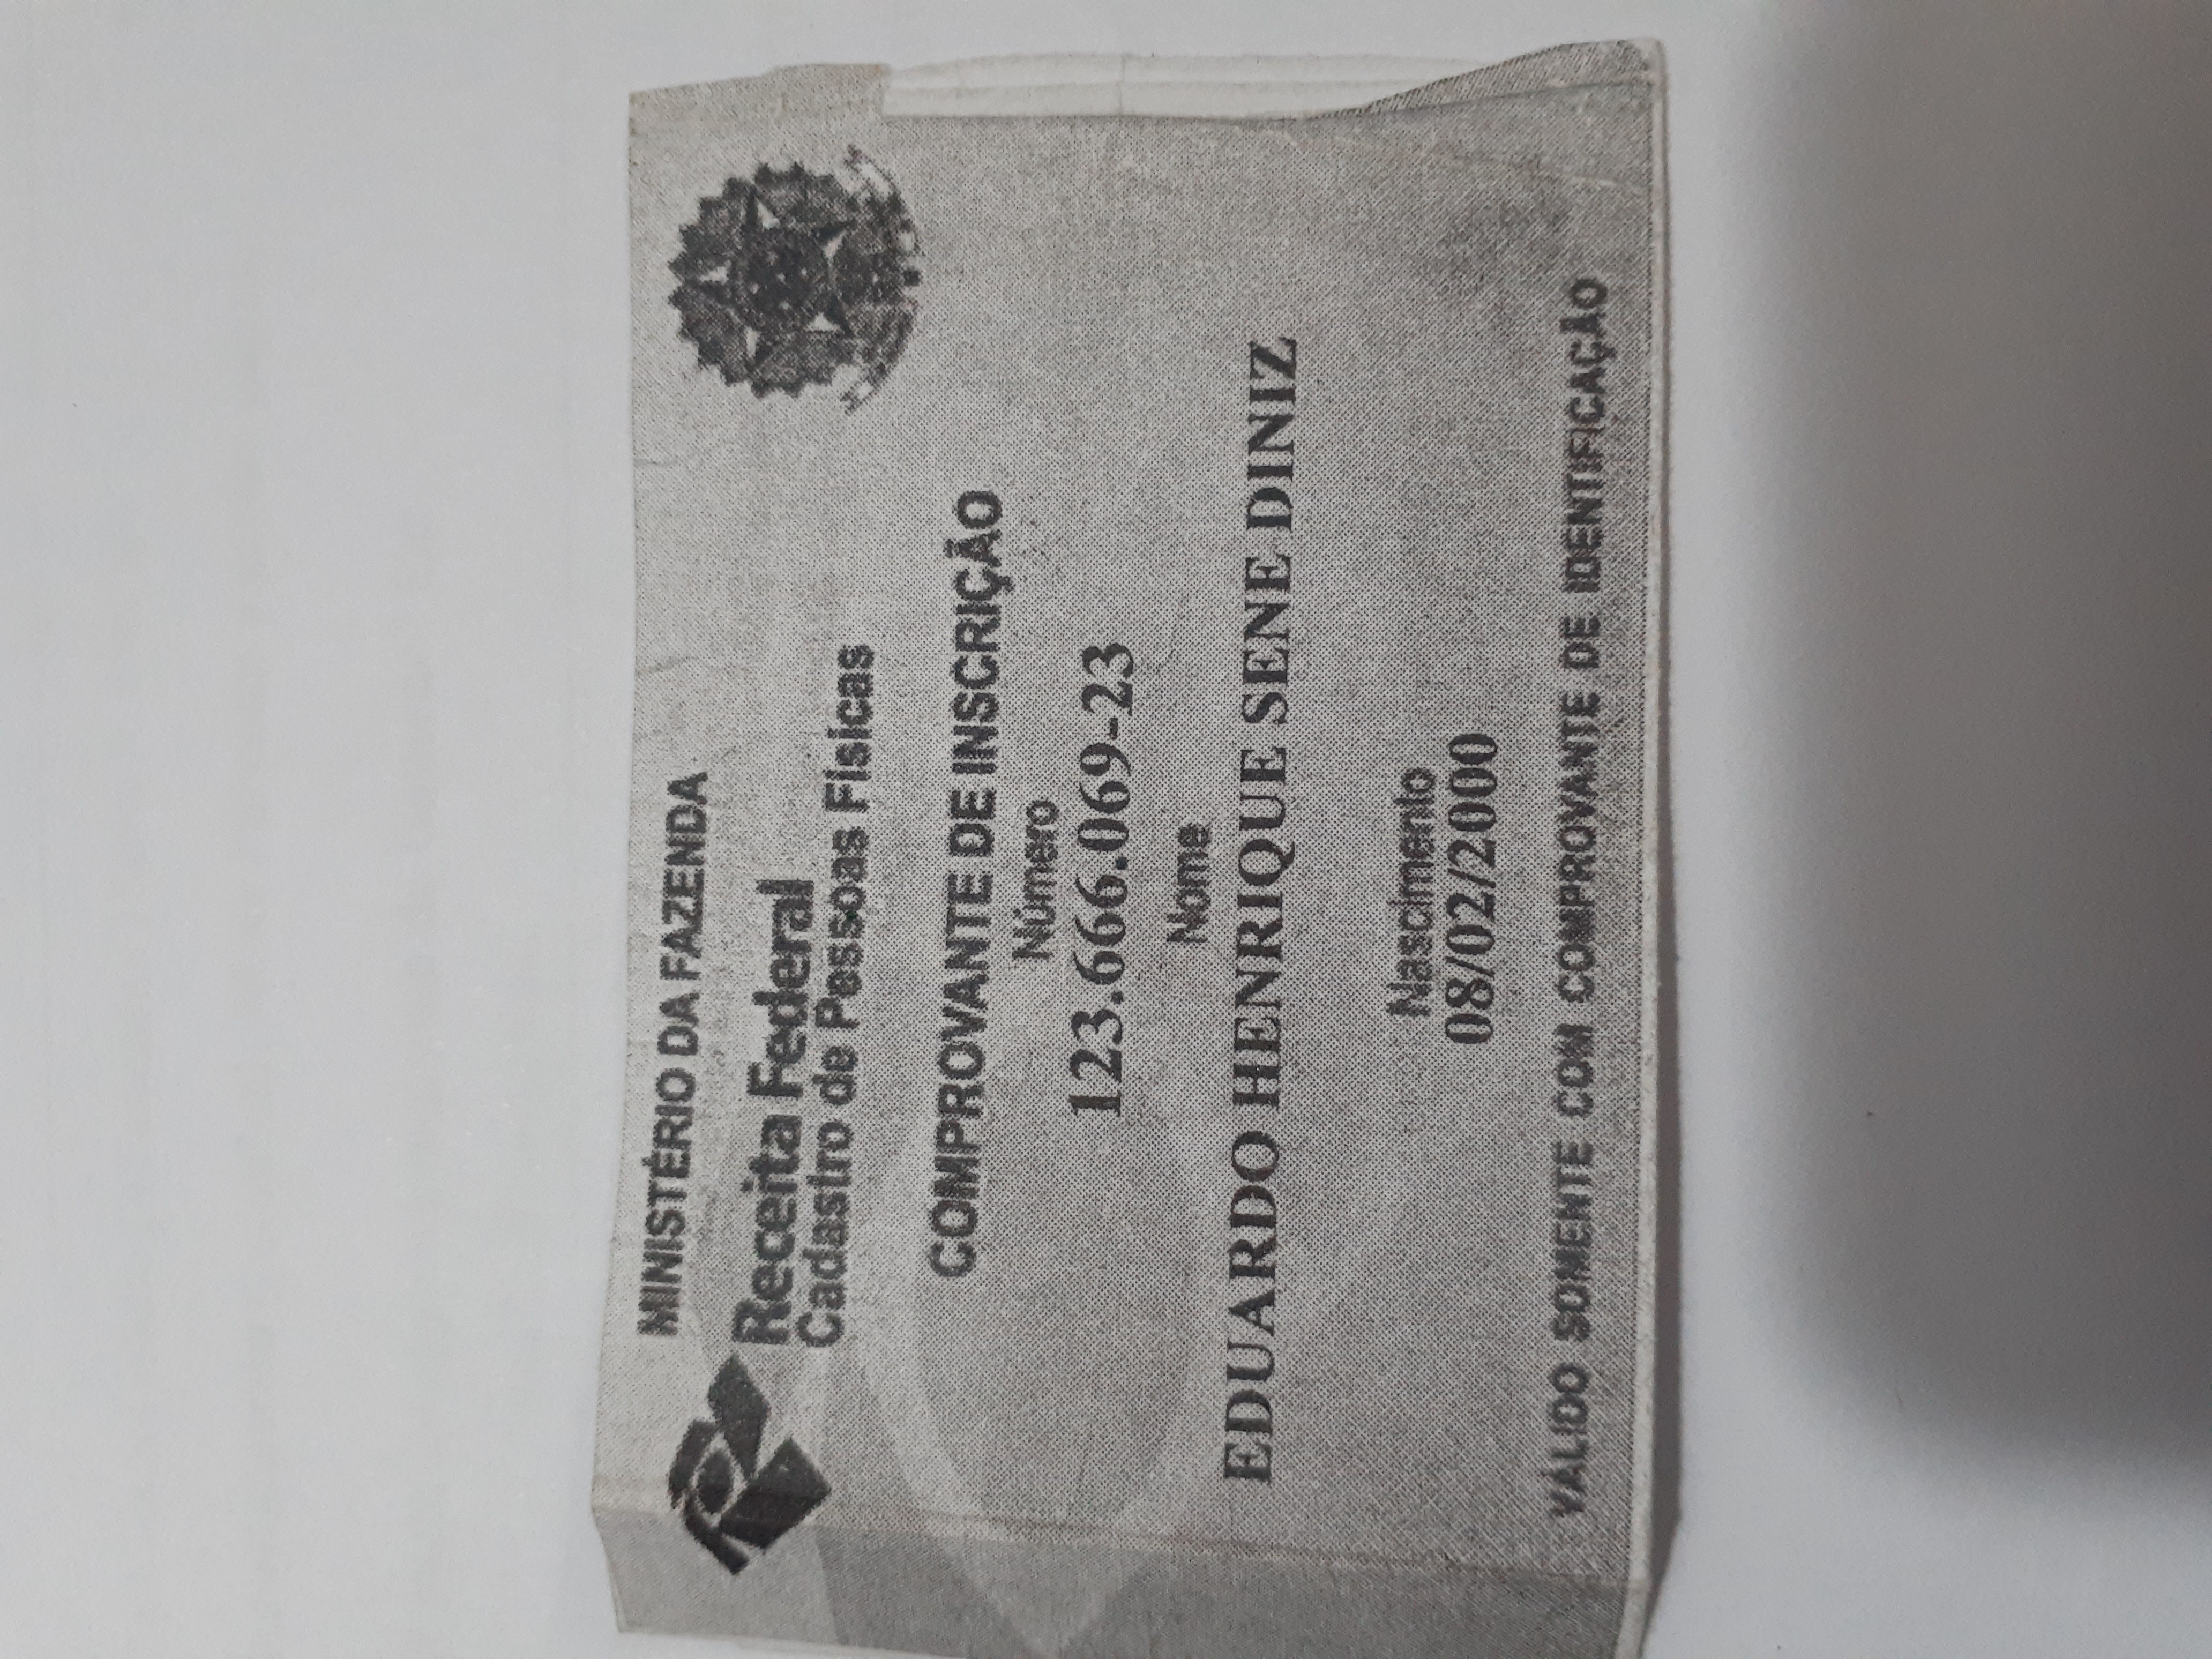 MINISTÉRIO DA FAZENDA
Receita Federal
Cadastro de Pessoas Físicas
COMPROVANTE DE INSCRIÇÃO
Número
123.666.069-23
Nome
EDUARDO HENRIQUE SENE DINIZ
Nascimento
08/02/2000
VÁLIDO SOMENTE COM COMPROVANTE DE IDENTIFICAÇÃO